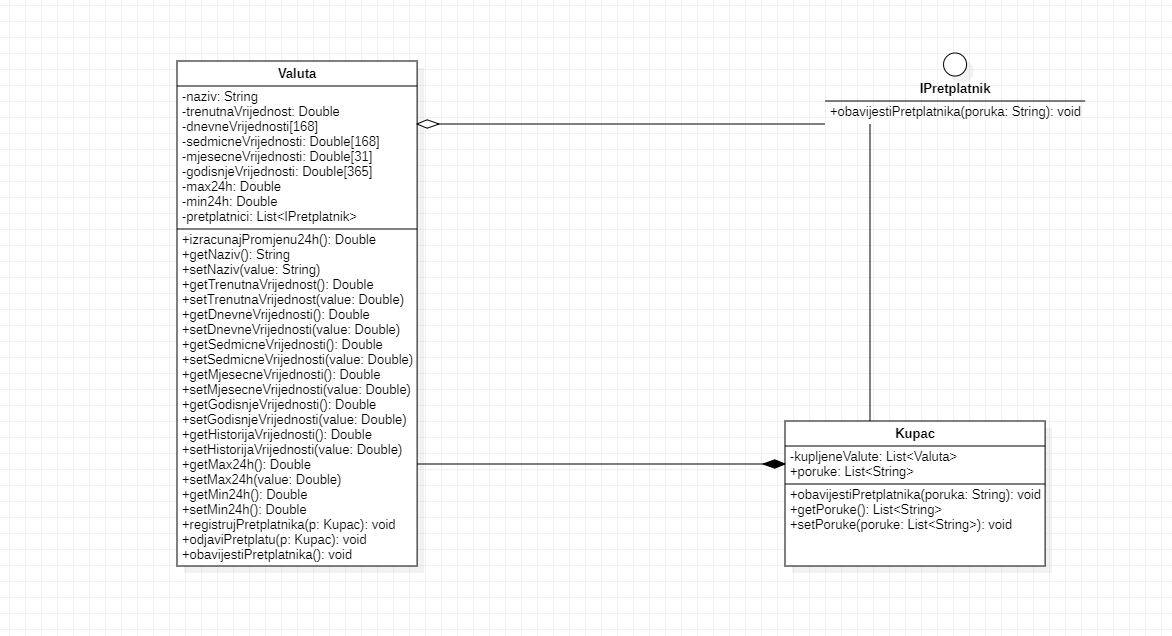 Valuta
-naziv: String
-trenutnaVrijednost: Double
-dnevneVrijednosti[168]
-sedmicneVrijednosti: Double[168]
-mjesecneVrijednosti: Double[31]
-godisnjeVrijednosti: Double[365]
-max24h: Double
-min24h: Double
-pretplatnici: List<IPretplatnik>
+izracunajPromjenu24h(): Double
+getNaziv(): String
+setNaziv(value: String)
+getTrenutnaVrijednost(): Double
+setTrenutnaVrijednost(value: Double)
+getDnevneVrijednosti(): Double
+setDnevneVrijednosti(value: Double)
+getSedmicneVrijednosti(): Double
+setSedmicneVrijednosti(value: Double)
+getMjesecneVrijednosti(): Double
+setMjesecneVrijednosti(value: Double)
+getGodisnjeVrijednosti(): Double
+setGodisnjeVrijednosti(value: Double)
+getHistorijaVrijednosti(): Double
+setHistorijaVrijednosti(value: Double)
+getMax24h(): Double
+setMax24h(value: Double)
+getMin24h(): Double
+setMin24h(): Double
+registrujPretplatnika(p: Kupac): void
+odjaviPretplatu(p: Kupac): void
+obavijestiPretplatnika(): void
IPretplatnik
+obavijestiPretplatnika(poruka: String): void
Kupac
-kupljeneValute: List<Valuta>
+poruke: List<String>
+obavijestiPretplatnika(poruka: String): void
+getPoruke(): List<String>
+setPoruke(poruke: List<String>): void